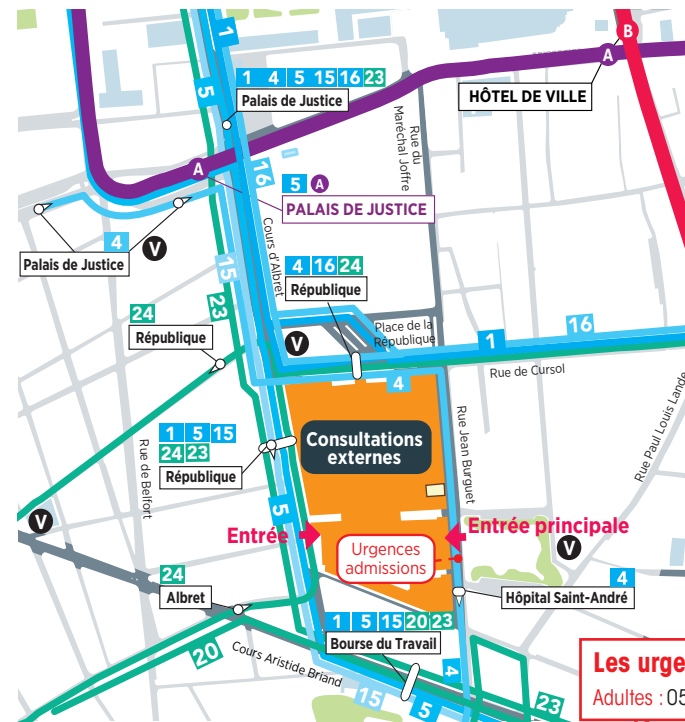 1
B
1 4 5 15 16 23
Palais de Justice
5
A
HÔTEL DE VILLE
Rue du
Maréchal Joffre
16
A
5 A
PALAIS DE JUSTICE
4
Palais de Justice
V
Cours d'Albret
15
4 16 24
République
23
24
République
V
Place de la
République
1
16
4
Rue de Cursol
Rue Paul Louis Lande
Rue Jean Burguet
Rue de Belfort
1 5 15
24 23
République
Consultations
externes
5
V
Entrée
Entrée principale
Urgences
admissions
V
24
Albret
4
Hôpital Saint-André
1 5 15 20 23
Bourse du Travail
20
Cours Aristide Briand
4
15
5
23
Les urge
Adultes : 05